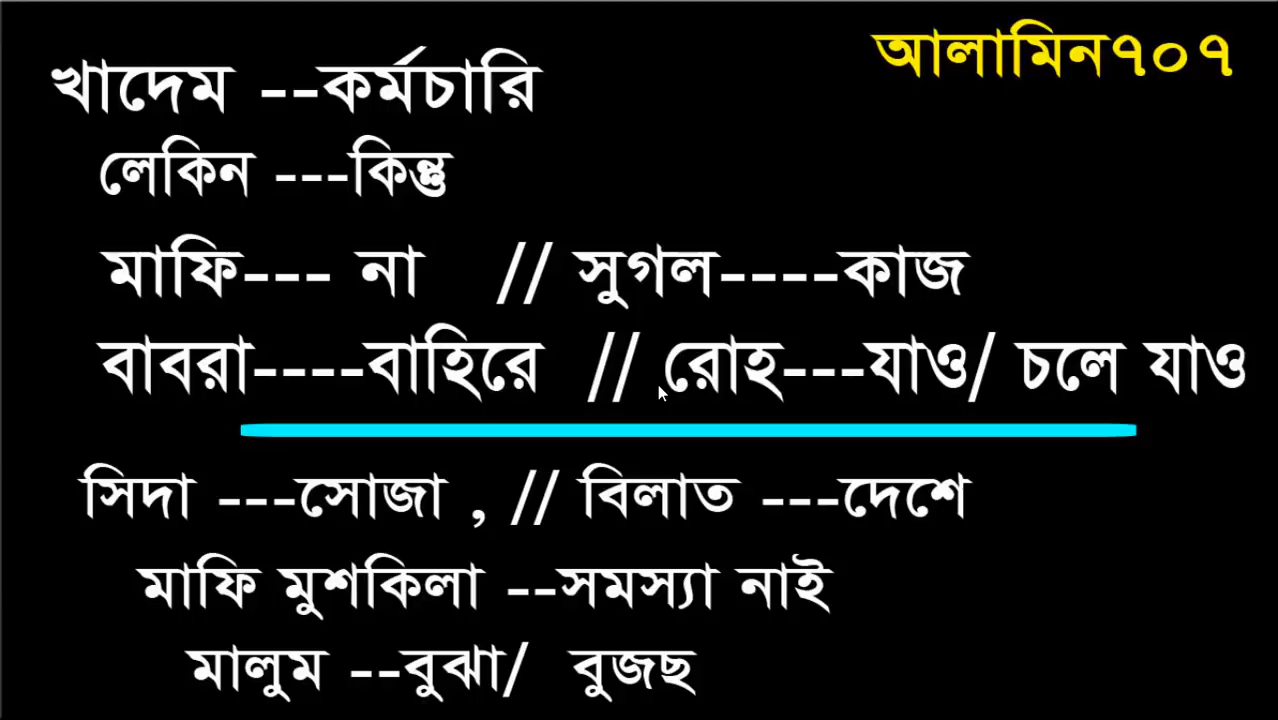 আলামিন৭০৭
খাদেম --কর্মচারি
লেকিন ---কিন্তু
মাফি--- না // সুগল----কাজ
বাবরা----বাহিরে // রোহ---যাও/ চলে যাও
সিদা ---সোজা , // বিলাত ---দেশে
মাফি মুশকিলা --সমস্যা নাই
মালুম --বুঝা/ বুজছ